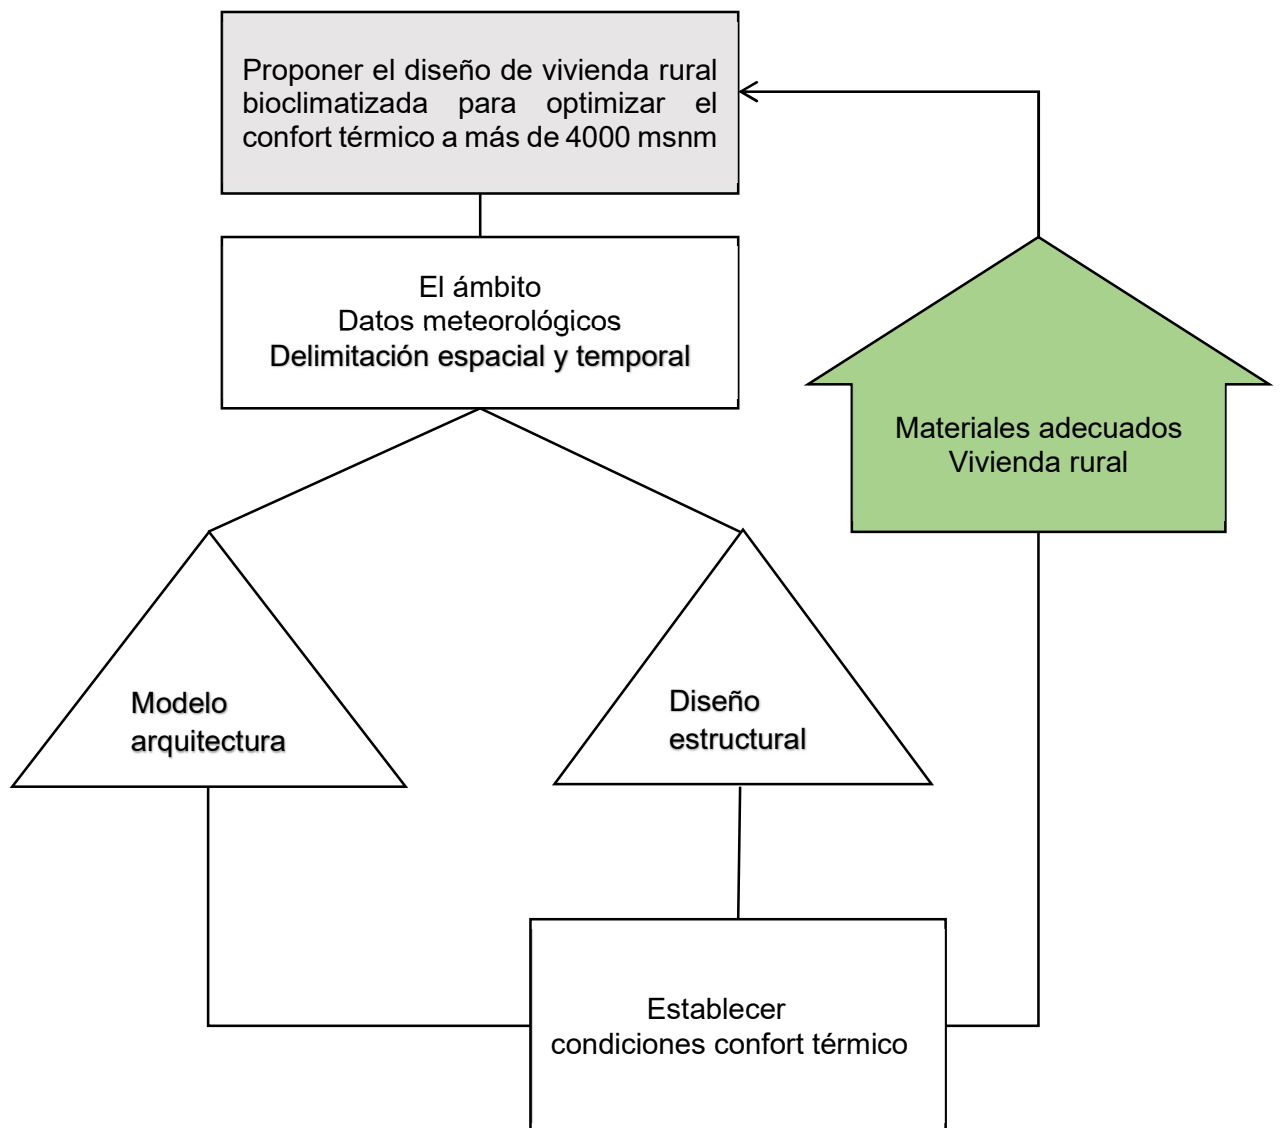 Proponer el diseño de vivienda rural
bioclimatizada para optimizar el
confort térmico a más de 4000 msnm
El ámbito
Datos meteorológicos
Delimitación espacial y temporal
Materiales adecuados
Vivienda rural
Modelo
arquitectura
Diseño
estructural
Establecer
condiciones confort térmico